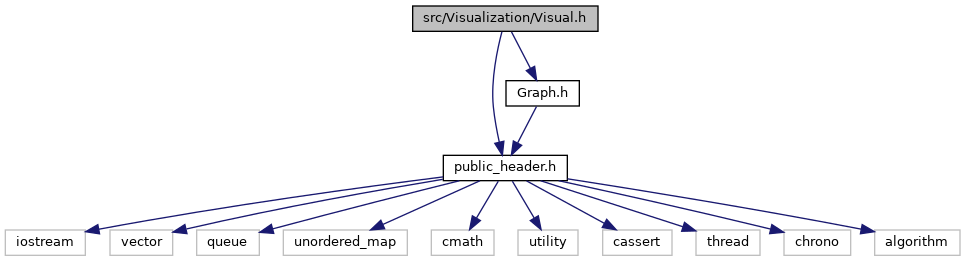 src/Visualization/Visual.h
Graph.h
public_header.h
iostream
vector
queue
unordered_map
cmath
utility
cassert
thread
chrono
algorithm